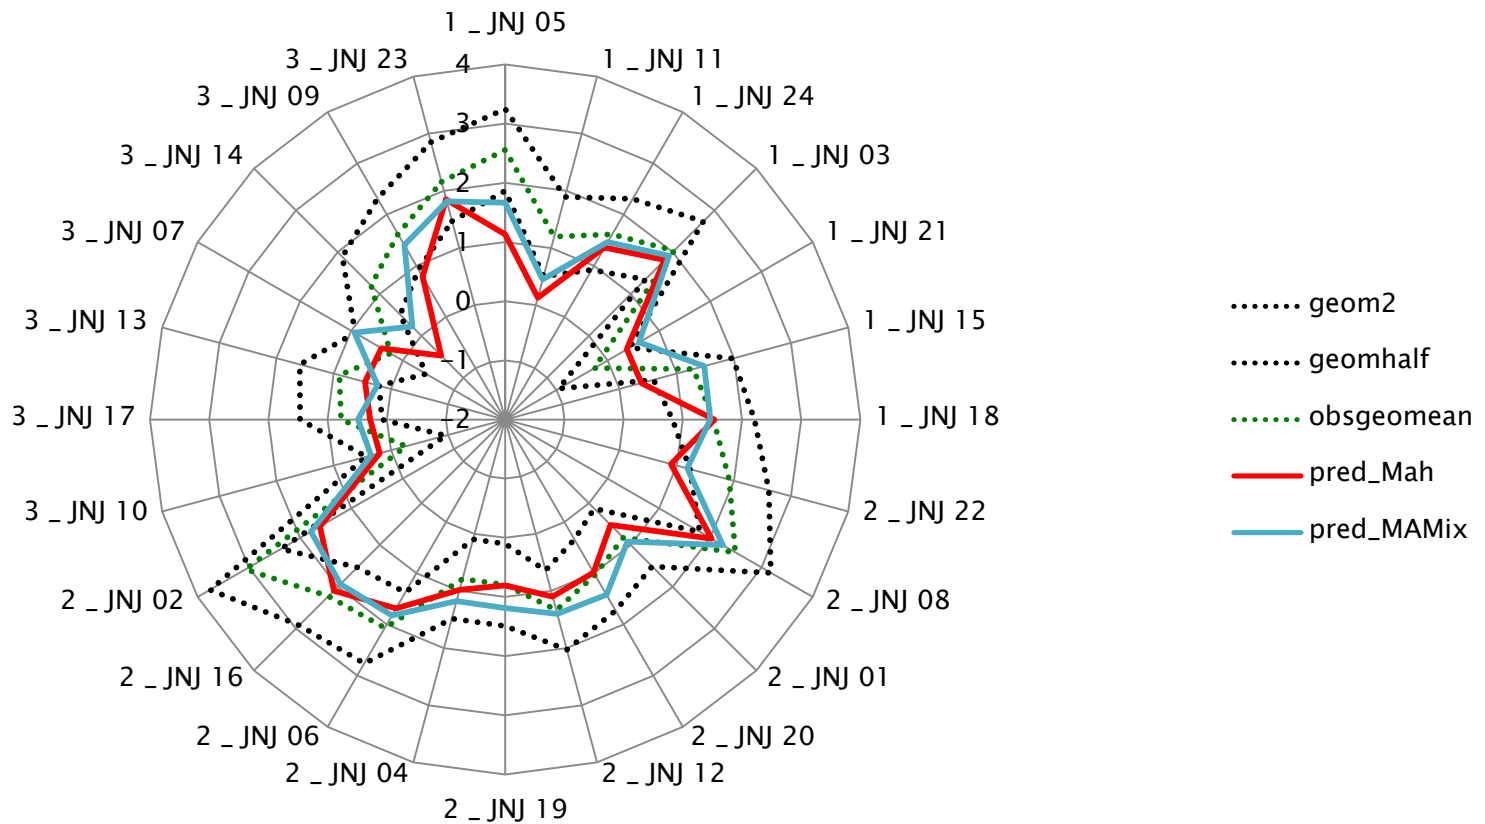 1 _ JNJ 05
3 _ JNJ 23
4
1 _ JNJ 11
3 _ JNJ 09
1 _ JNJ 24
3
3 _ JNJ 14
1 _ JNJ 03
2
3 _ JNJ 07
1 _ JNJ 21
1
0
3 _ JNJ 13
1 _ JNJ 15
−1
3 _ JNJ 17
−2
1 _ JNJ 18
3 _ JNJ 10
2 _ JNJ 22
2 _ JNJ 02
2 _ JNJ 08
2 _ JNJ 16
2 _ JNJ 01
2 _ JNJ 06
2 _ JNJ 20
2 _ JNJ 04
2 _ JNJ 12
2 _ JNJ 19
geom2
geomhalf
obsgeomean
pred_Mah
pred_MAMix